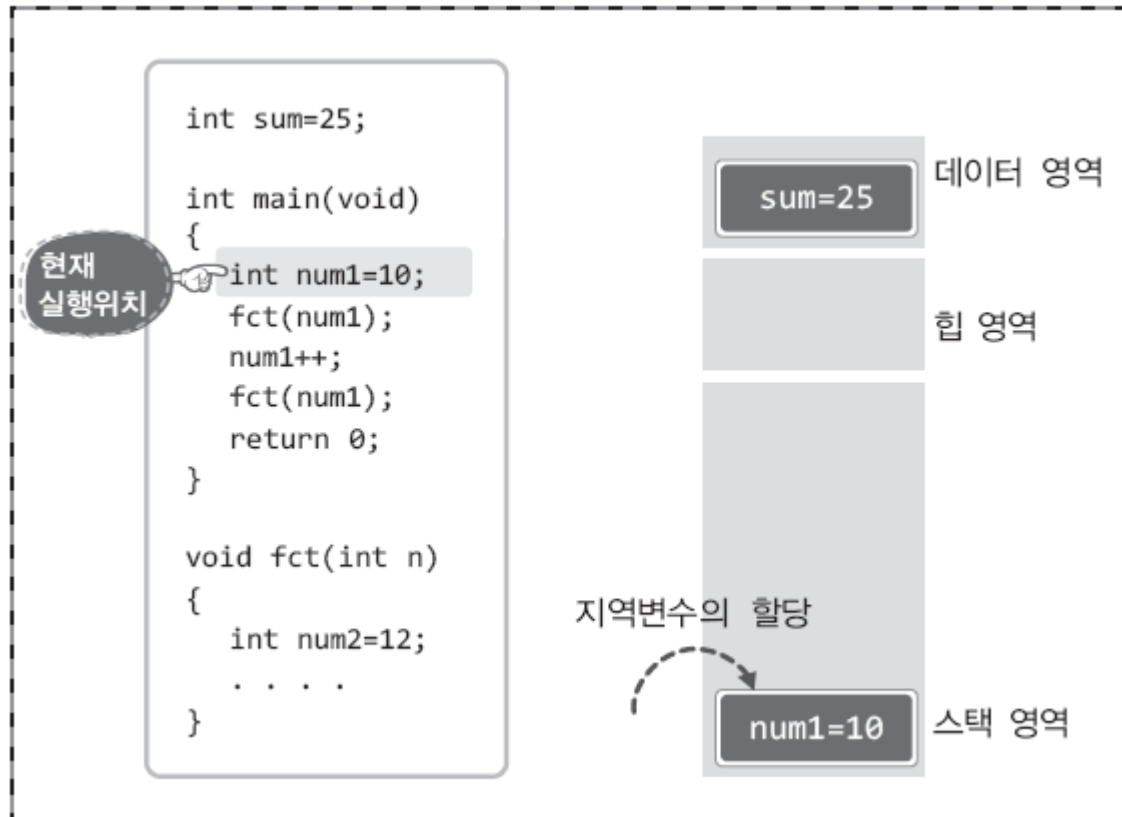 int sum=25;
int main(void)
{
int num1=10;
fct(num1);
num1++;
fct(num1);
return 0;
}
void fct(int n)
{
int num2=12;
. . . .
}
현재
실행위치
sum=25
데이터 영역
힙 영역
지역변수의 할당
num1=10
스택 영역